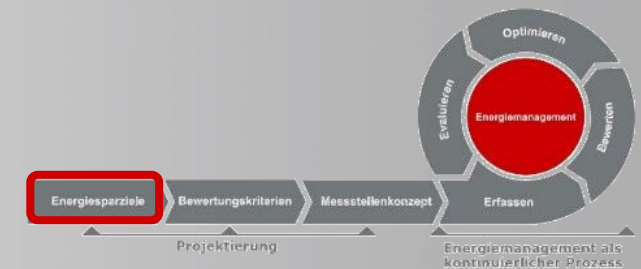 Optimieren
Evaluieren
Energiemanagement
Bewerten
Energiesparziele
Bewertungskriterien
Messstellenkonzept
Erfassen
Projektierung
Energiemanagement als
kontinuierlicher Prozess